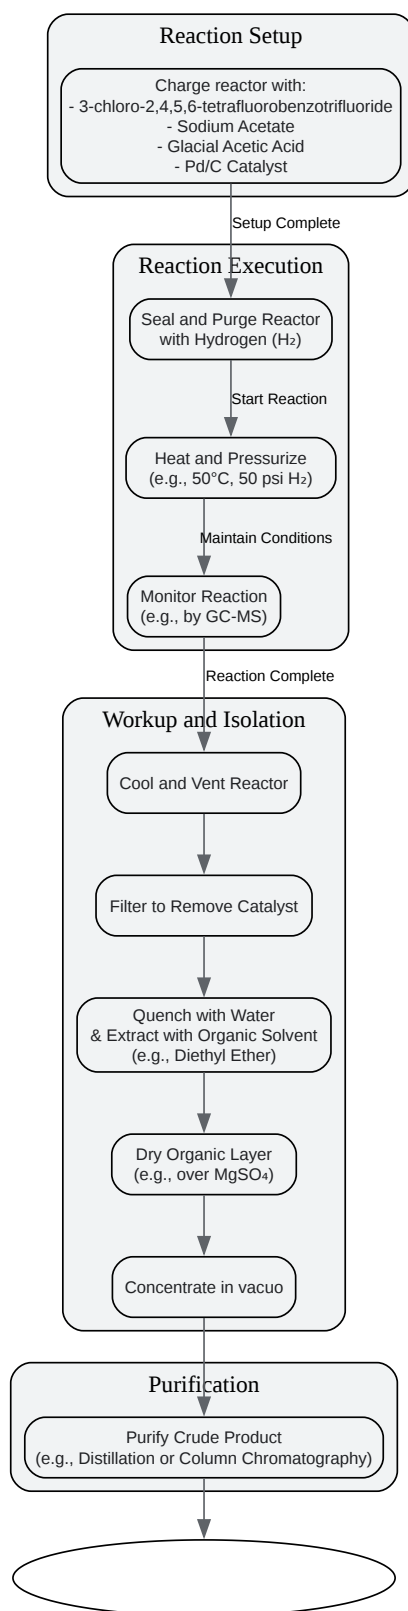 Reaction Setup
Charge reactor with:
- 3-chloro-2,4,5,6-tetrafluorobenzotrifluoride
- Sodium Acetate
- Glacial Acetic Acid
- Pd/C Catalyst
Setup Complete
Reaction Execution
Seal and Purge Reactor
with Hydrogen (H₂)
Start Reaction
Heat and Pressurize
(e.g., 50°C, 50 psi H₂)
Maintain Conditions
Monitor Reaction
(e.g., by GC-MS)
Reaction Complete
Workup and Isolation
Cool and Vent Reactor
Filter to Remove Catalyst
Quench with Water
& Extract with Organic Solvent
(e.g., Diethyl Ether)
Dry Organic Layer
(e.g., over MgSO₄)
Concentrate in vacuo
Purification
Purify Crude Product
(e.g., Distillation or Column Chromatography)